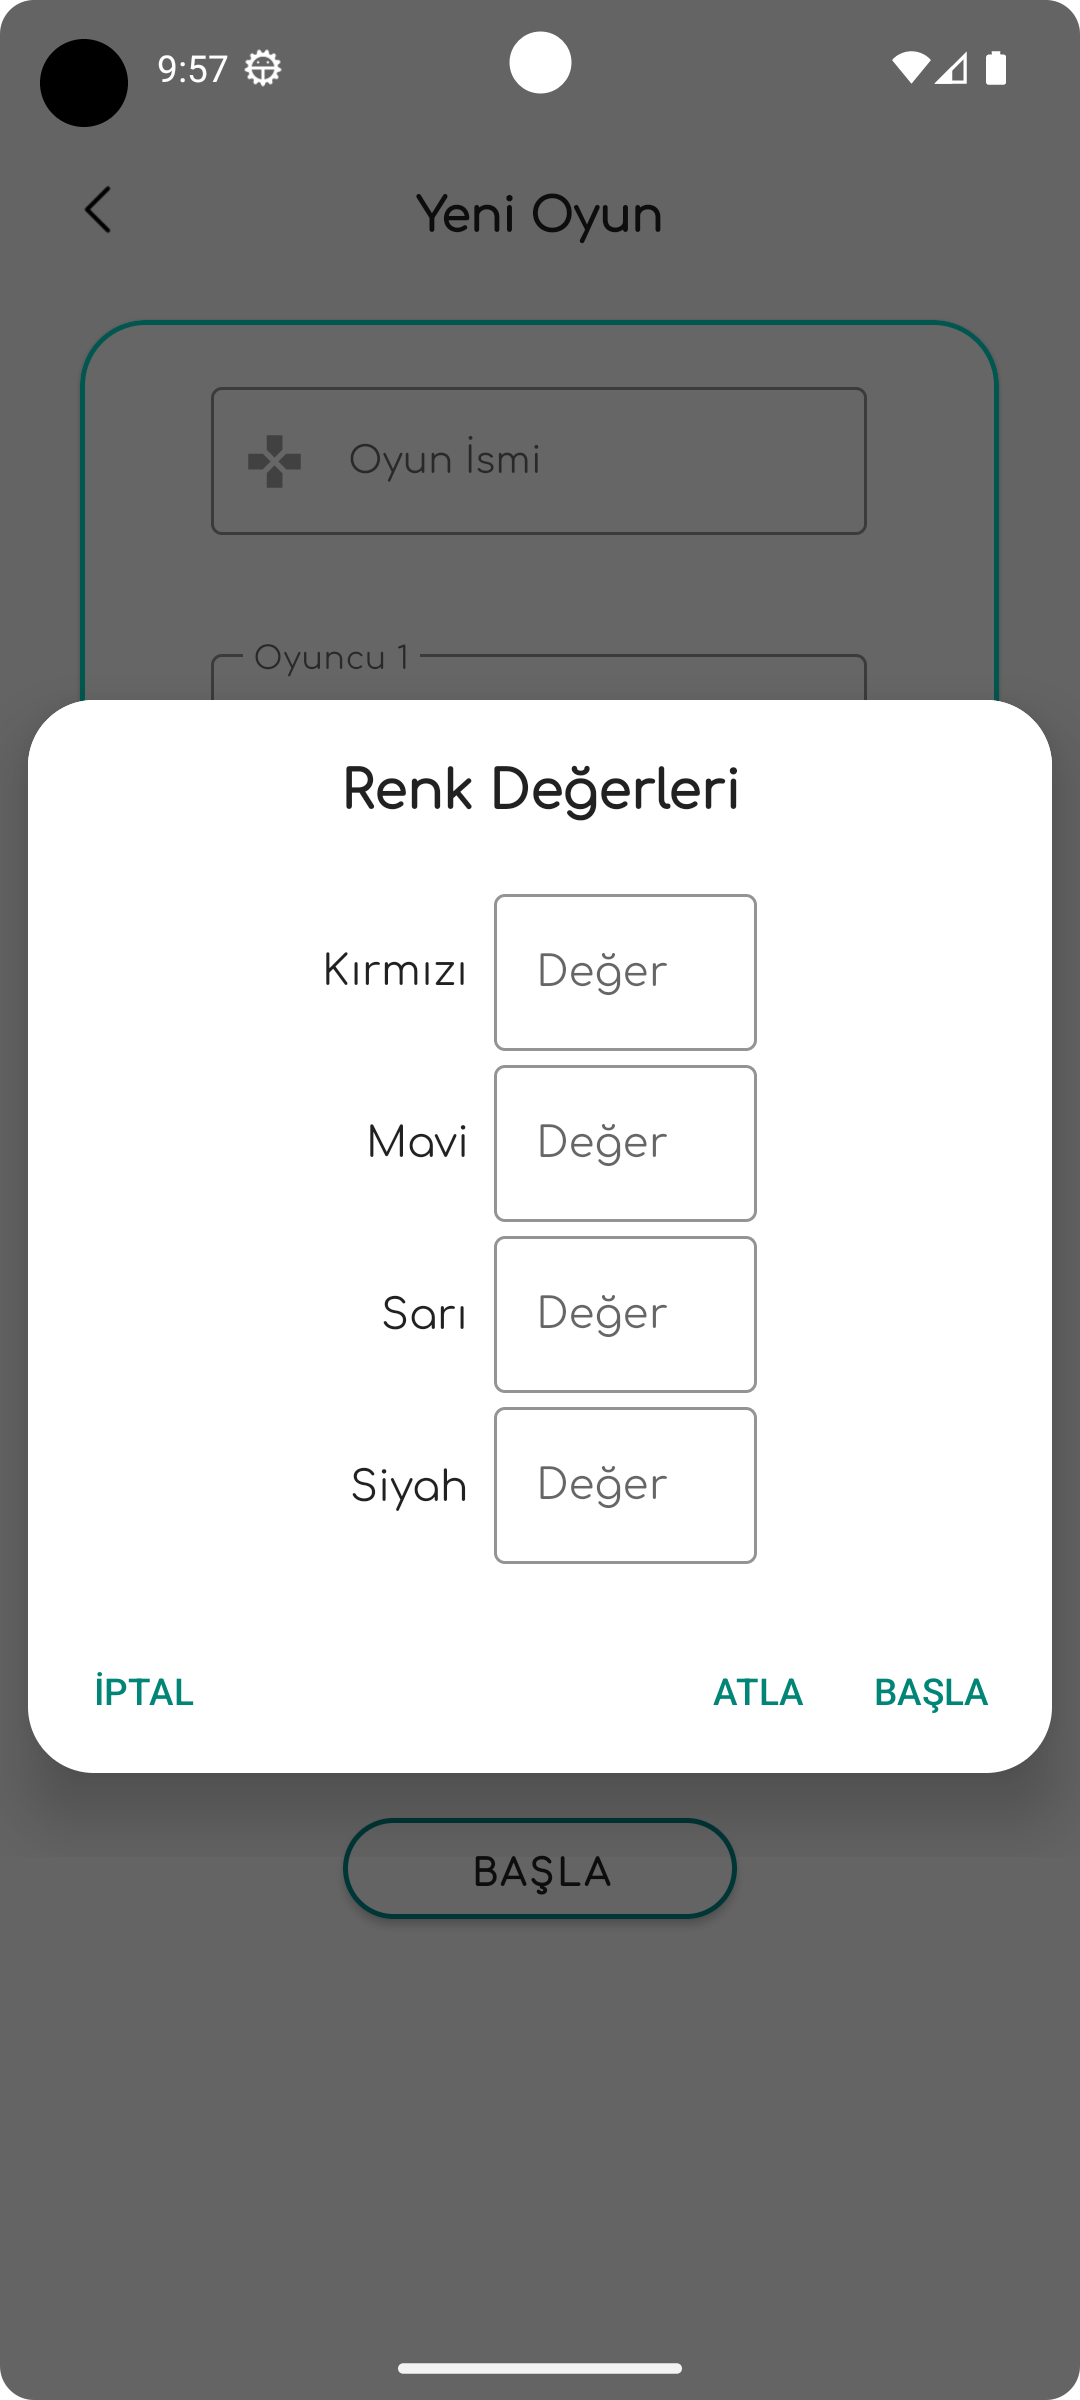 9:57
Yeni Oyun
Oyun İsmi
Oyuncu 1
Renk Değerleri
Kırmızı Değer
Mavi Değer
Sarı Değer
Siyah Değer
İPTAL ATLA BAŞLA
BAŞLA